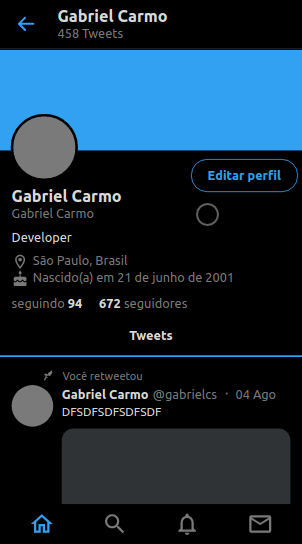 Gabriel Carmo
458 Tweets
Editar perfil
Gabriel Carmo
Gabriel Carmo
Developer
São Paulo, Brasil
Nascido(a) em 21 de junho de 2001
seguindo 94 672 seguidores
Tweets
Você retweetou
Gabriel Carmo @gabrielcs · 04 Ago
DFSDFSDFSDFSDF